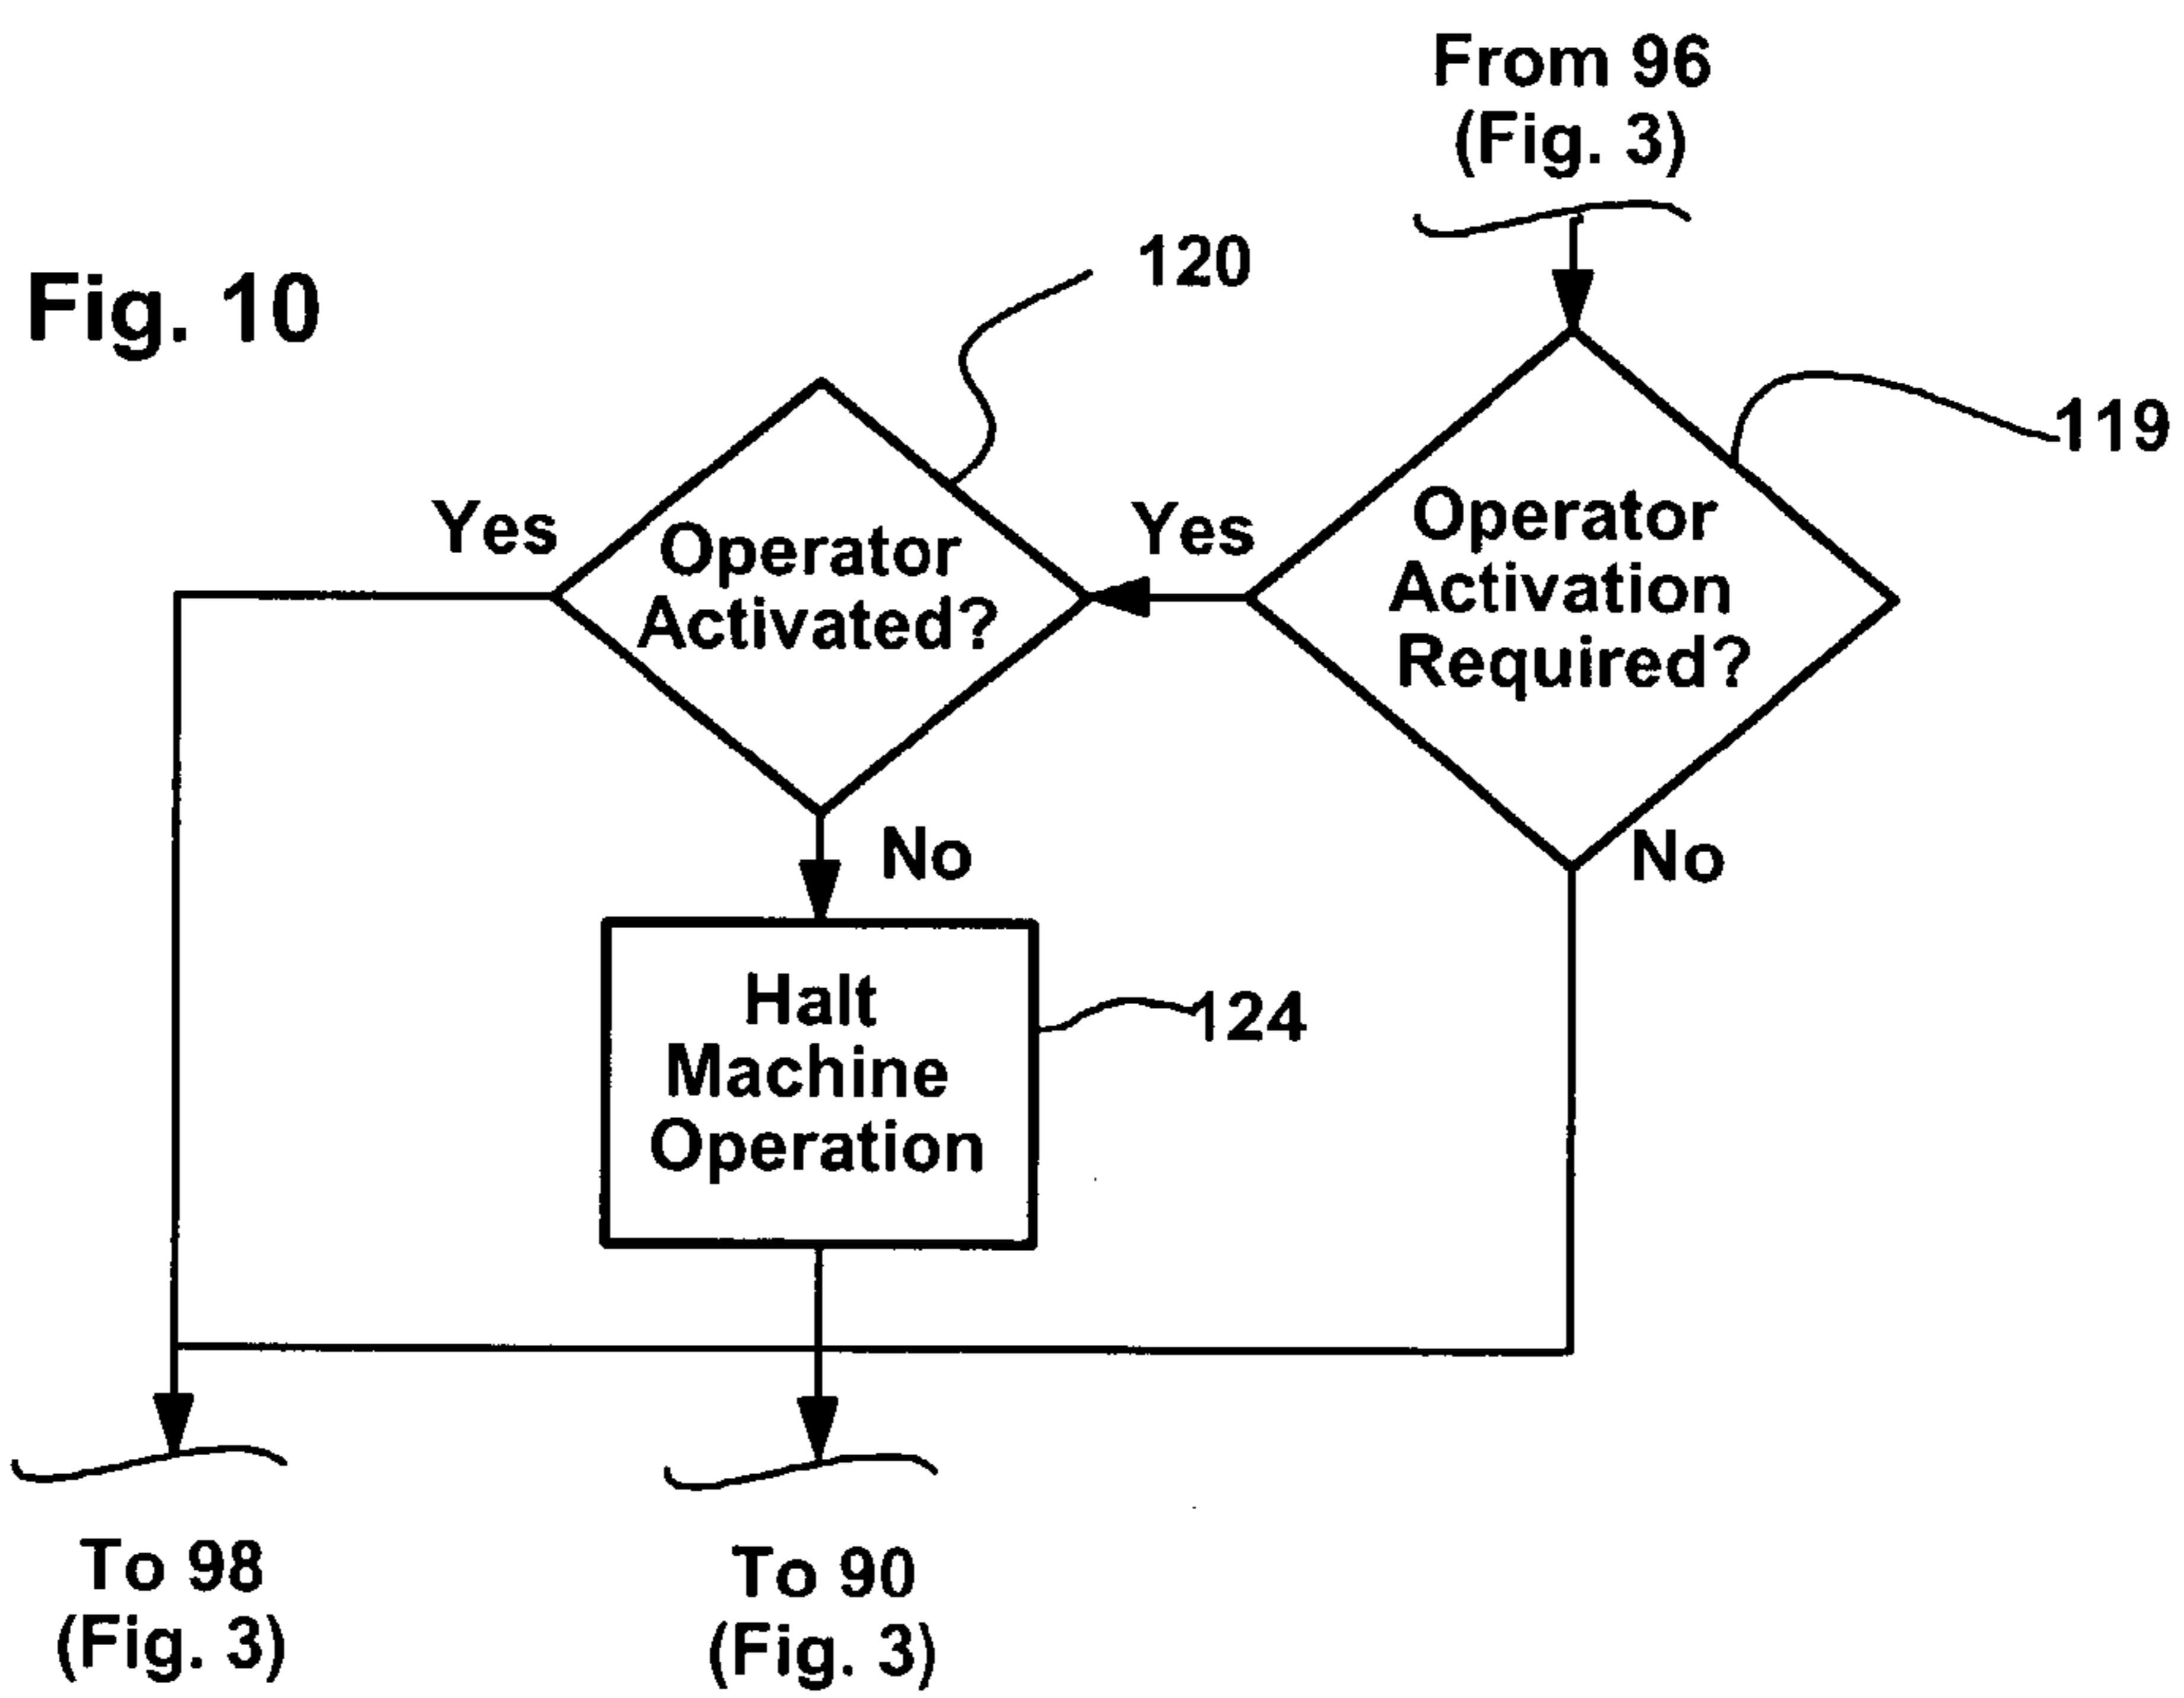 From 96
(Fig. 3)
Fig. 10
120
119
Yes
Operator
Activated?
Yes
Operator
Activation
Required?
No
No
Halt
Machine
Operation
124
To 98
(Fig. 3)
To 90
(Fig. 3)